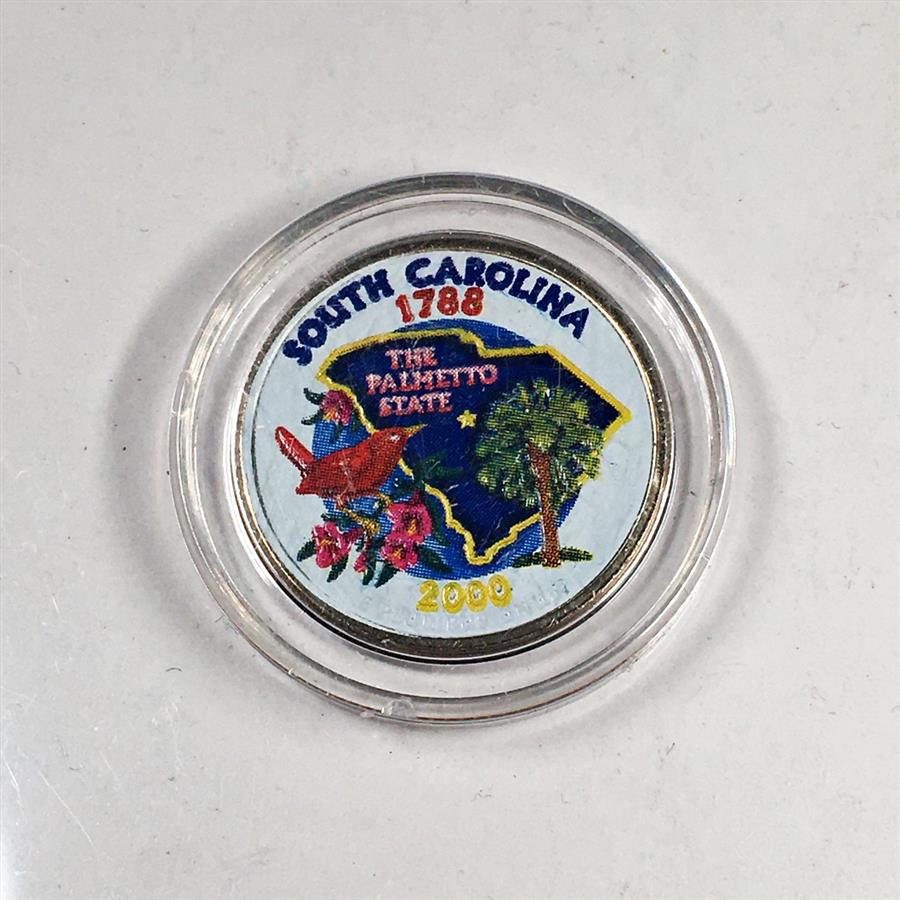 SOUTH CAROLINA
1788
THE
PALMETTO
STATE
2000